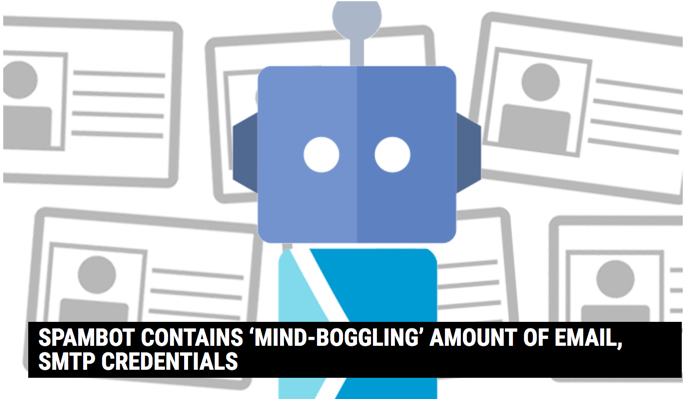 SPAMBOT CONTAINS ‘MIND-BOGGLING’ AMOUNT OF EMAIL,
SMTP CREDENTIALS